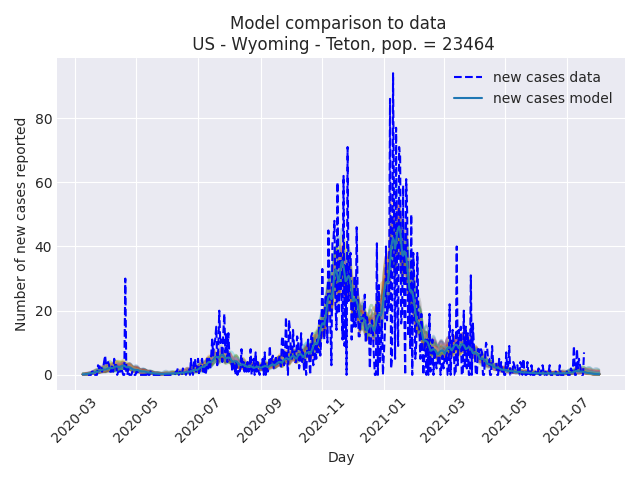 Model comparison to data
US - Wyoming - Teton, pop. = 23464
new cases data
new cases model
Number of new cases reported
80
60
40
20
0
2020-03
2020-05
2020-07
2020-09
2020-11
2021-01
2021-03
2021-05
2021-07
Day